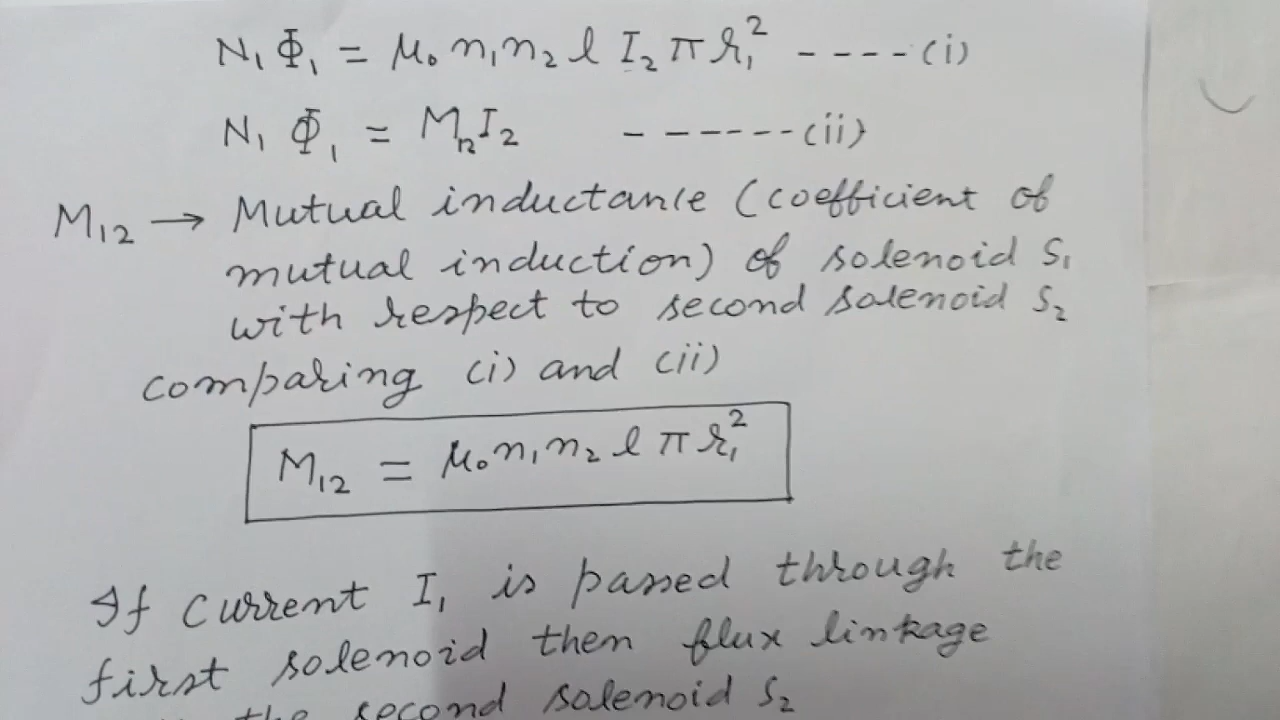 N₁ Φ₁ = μ₀ n₁ n₂ l I₂ π r₁² ----(i)
N₁ Φ₁ = M₁₂ I₂ ------(ii)
M₁₂ → Mutual inductance (coefficient of
mutual induction) of solenoid S₁
with respect to second solenoid S₂
comparing (i) and (ii)
M₁₂ = μ₀ n₁ n₂ l π r₁²
If current I₁ is passed through the
first solenoid then flux linkage
the second solenoid S₂